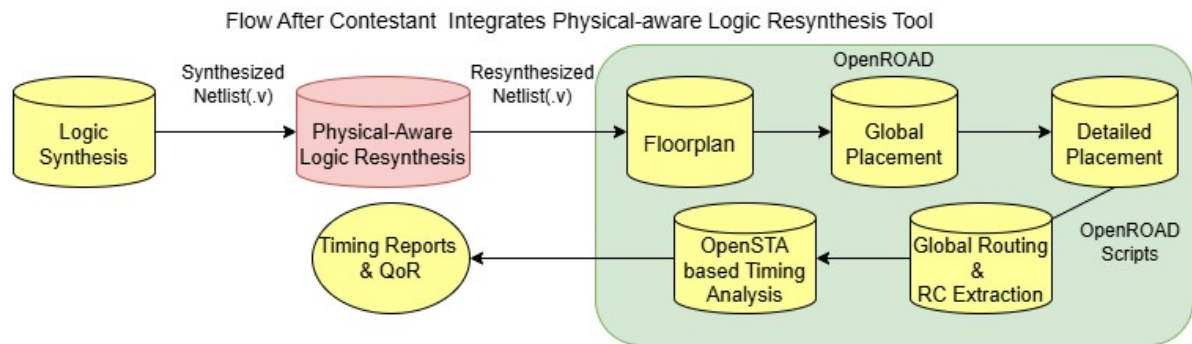 Flow After Contestant Integrates Physical-aware Logic Resynthesis Tool
Synthesized
Netlist(.v)
Resynthesized
Netlist(.v)
OpenROAD
Logic
Synthesis
Physical-Aware
Logic Resynthesis
Floorplan
Global
Placement
Detailed
Placement
Timing Reports
& QoR
OpenSTA
based Timing
Analysis
Global Routing
&
RC Extraction
OpenROAD
Scripts